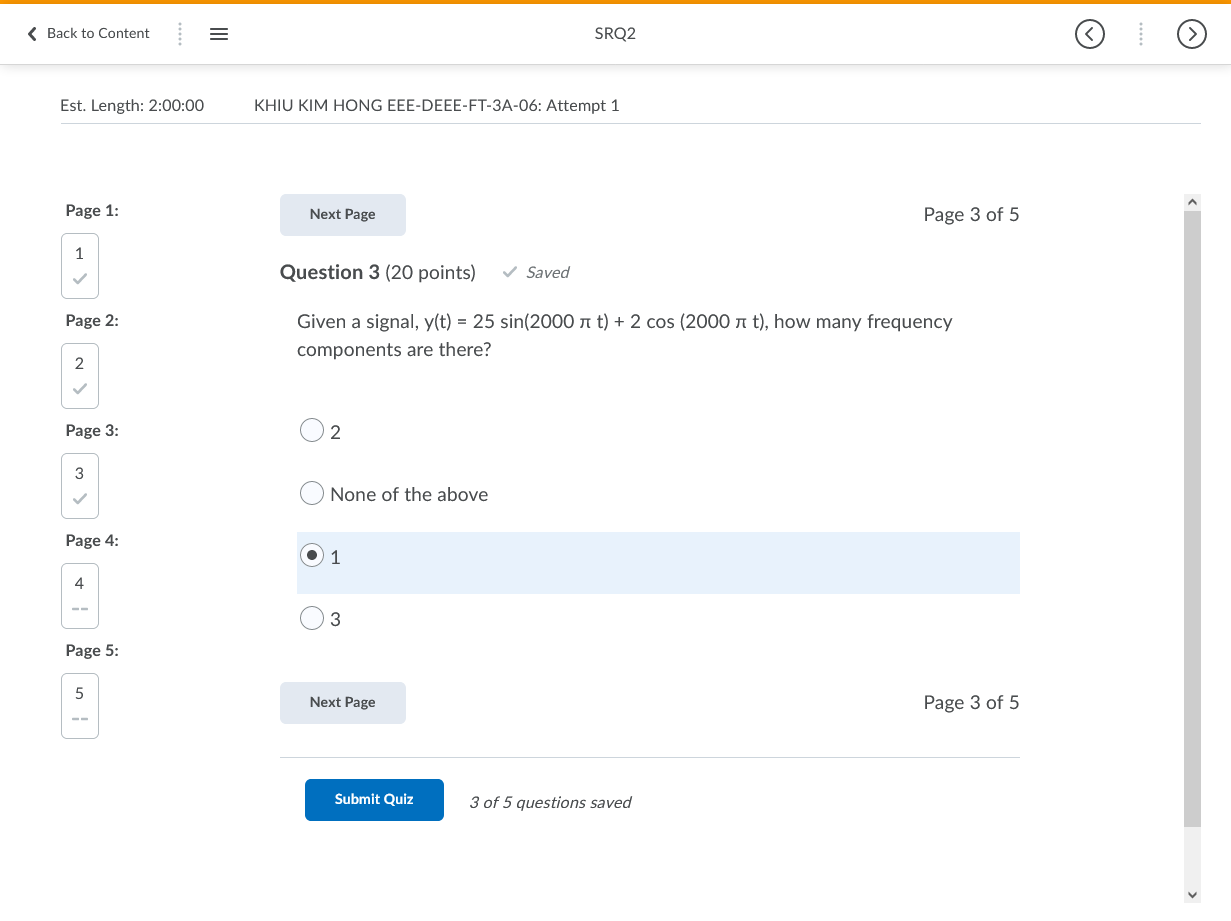 Back to Content
SRQ2
Est. Length: 2:00:00 KHIU KIM HONG EEE-DEEE-FT-3A-06: Attempt 1
Page 1:
1
Page 2:
2
Page 3:
3
Page 4:
4
--
Page 5:
5
--
Next Page
Page 3 of 5
Question 3 (20 points) Saved
Given a signal, y(t) = 25 sin(2000 π t) + 2 cos (2000 π t), how many frequency
components are there?
2
None of the above
1
3
Next Page
Page 3 of 5
Submit Quiz
3 of 5 questions saved